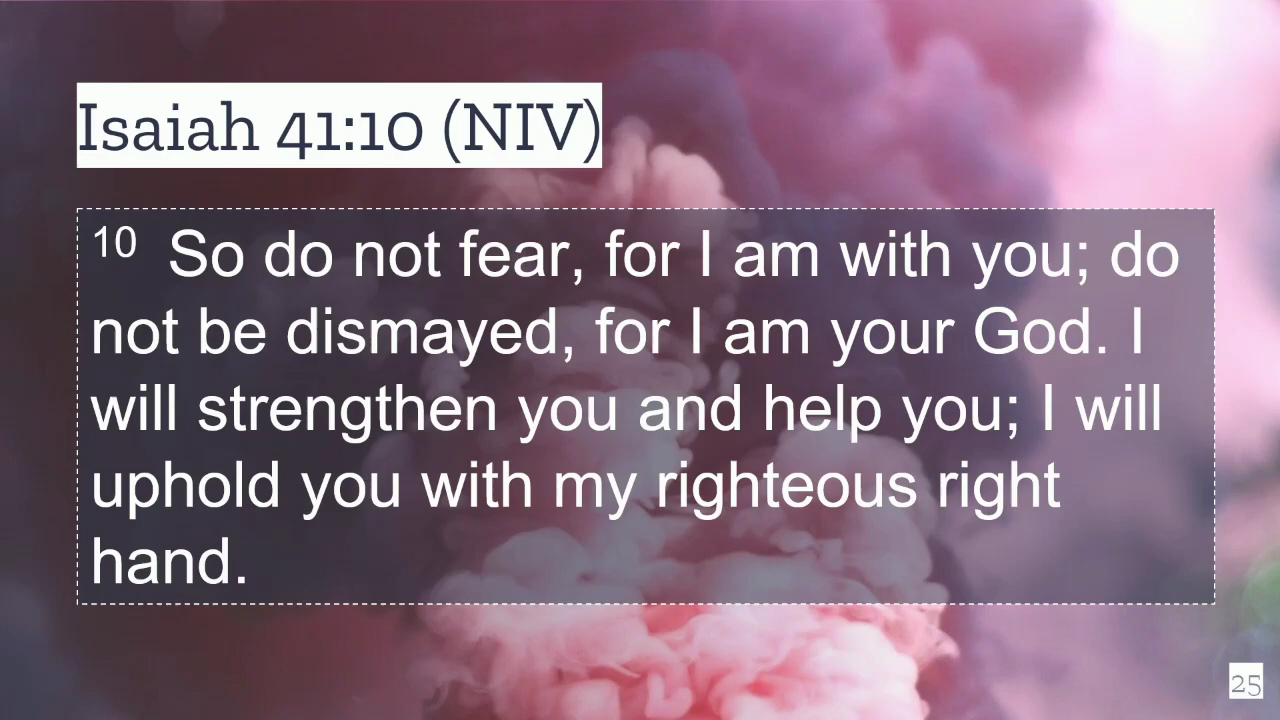 Isaiah 41:10 (NIV)
10 So do not fear, for I am with you; do
not be dismayed, for I am your God. I
will strengthen you and help you; I will
uphold you with my righteous right
hand.
25